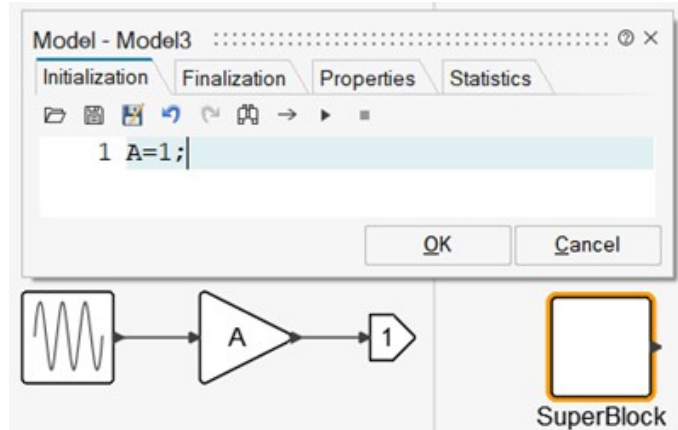 Model - Model3
Initialization Finalization Properties Statistics
1 A=1;
OK Cancel
A 1
SuperBlock